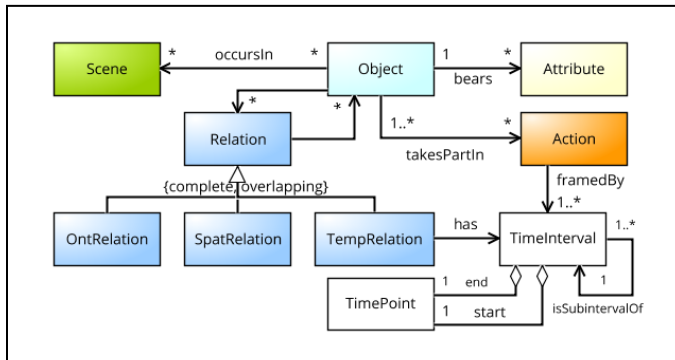 * occursIn *
1 *
Scene Object bears Attribute
* *
1..* *
Relation takesPartIn Action
framedBy
{complete, overlapping} 1..*
1..*
OntRelation SpatRelation TempRelation has TimeInterval
1
1 end isSubintervalOf
TimePoint
1 start